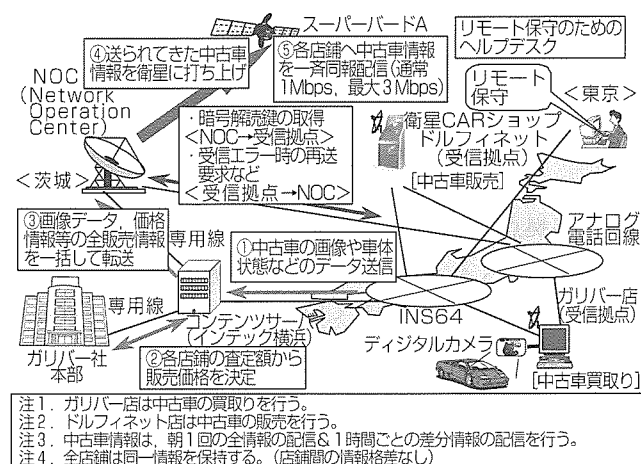 スーパーバードA
④送られてきた中古車
情報を衛星に打ち上げ
⑤各店舗へ中古車情報
を一斉同報配信(通常
1Mbps, 最大3Mbps)
リモート保守のための
ヘルプデスク
NOC
(Network
Operation
Center)
<茨城>
・暗号解読鍵の取得
<NOC→受信拠点>
・受信エラー時の再送
要求など
<受信拠点→NOC>
リモート
保守
<東京>
衛星CARショップ
ドルフィネット
(受信拠点)
[中古車販売]
③画像データ, 価格
情報等の全販売情報
を一括して転送
専用線
①中古車の画像や車体
状態などのデータ送信
アナログ
電話回線
専用線
コンテンツサーバ
(インテック横浜)
INS64
ガリバー店
(受信拠点)
ガリバー社
本部
②各店舗の査定額から
販売価格を決定
ディジタルカメラ
[中古車買取り]
注1. ガリバー店は中古車の買取りを行う。
注2. ドルフィネット店は中古車の販売を行う。
注3. 中古車情報は, 朝1回の全情報の配信&1時間ごとの差分情報の配信を行う。
注4. 全店舗は同一情報を保持する。(店舗間の情報格差なし)